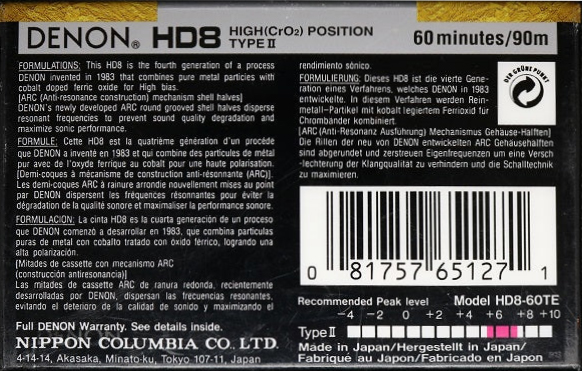 DENON® HD8 HIGH(CrO2) POSITION TYPE II
60 minutes/90m
FORMULATIONS: This HD8 is the fourth generation of a process
DENON invented in 1983 that combines pure metal particles with
cobalt doped ferric oxide for High bias.
[ARC (Anti-resonance construction) mechanism shell halves]
DENON's newly developed ARC round grooved shell halves disperse
resonant frequencies to prevent sound quality degradation and
maximize sonic performance.
FORMULE: Cette HD8 est la quatrième génération d'un procédé
que DENON a inventé en 1983 et qui combine des particules de métal
pur avec de l'oxyde ferrique au cobalt pour une haute polarisation.
[Demi-coques à mécanisme de construction anti-résonnante (ARC)].
Les demi-coques ARC à rainure arrondie nouvellement mises au point
par DENON dispersent les fréquences résonnantes pour éviter la
dégradation de la qualité sonore et maximaliser la performance sonore.
FORMULACION: La cinta HD8 es la cuarta generación de un proceso
que DENON comenzó a desarrollar en 1983, que combina partículas
puras de metal con cobalto tratado con óxido férrico, logrando una
alta polarización.
[Mitades de cassette con mecanismo ARC
(construcción antiresonancia)]
Las mitades de cassette ARC de ranura redonda, recientemente
desarrolladas por DENON, dispersan las frecuencias resonantes,
evitando el deterioro de la calidad de sonido y maximizando el
Full DENON Warranty. See details inside.
NIPPON COLUMBIA CO. LTD.
4-14-14, Akasaka, Minato-ku, Tokyo 107-11, Japan
rendimiento sónico.
FORMULIERUNG: Dieses HD8 ist die vierte Gene-
ration eines Verfahrens, welches DENON in 1983
entwickelte. In diesem Verfahren werden Rein-
metall-Partikel mit kobalt legiertem Ferrioxid für
Chrombänder kombiniert.
[ARC (Anti-Resonanz Ausführung) Mechanismus Gehäuse-Hälften]
Die Rillen der neu von DENON entwickelten ARC Gehäusehälften
sind abgerundet und zerstreuen Eigenfrequenzen um eine Versch
-lechterung der Klangqualität zu verhindern und die Schalltechnik
zu maximieren.
DER GRÜNE PUNKT
0 81757 65127 1
Recommended Peak level Model HD8-60TE
-4 -2 0 +2 +4 +6 +8 +10
Type II
Made in Japan/Hergestellt in Japan/
Fabriqué au Japon/Fabricado en Japon